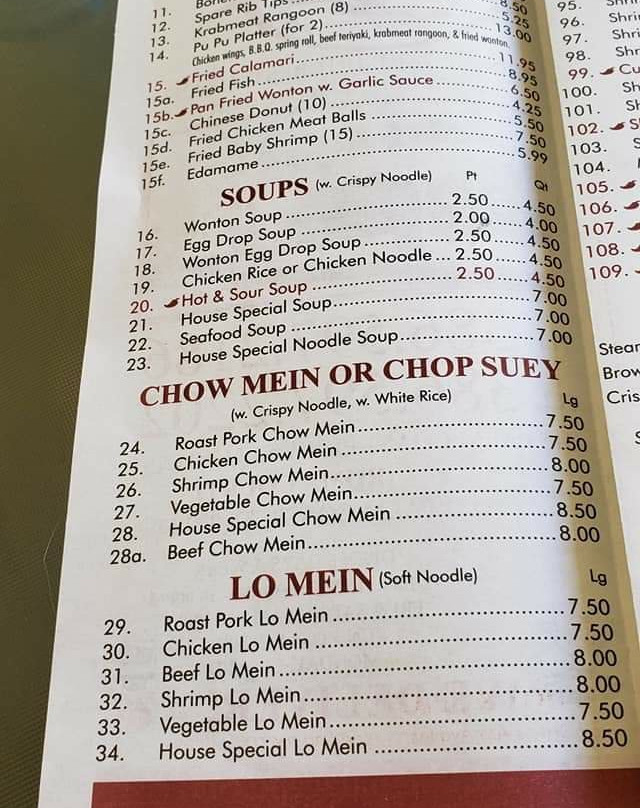 11.
12. Spare Rib Tips 8.50
13. Krabmeat Rangoon (8) 5.25
14. Pu Pu Platter (for 2) 13.00
Chicken wings, B.B.Q. spring roll, beef teriyaki, krabmeat rangoon, & fried wonton.
15. Fried Calamari 11.95
15a. Fried Fish 8.95
15b. Pan Fried Wonton w. Garlic Sauce 6.50
15c. Chinese Donut (10) 4.25
15d. Fried Chicken Meat Balls 5.50
15e. Fried Baby Shrimp (15) 7.50
15f. Edamame 5.99
SOUPS (w. Crispy Noodle) Pt Qt
16. Wonton Soup 2.50 4.50
17. Egg Drop Soup 2.00 4.00
18. Wonton Egg Drop Soup 2.50 4.50
19. Chicken Rice or Chicken Noodle 2.50 4.50
20. Hot & Sour Soup 2.50 4.50
21. House Special Soup 7.00
22. Seafood Soup 7.00
23. House Special Noodle Soup 7.00
CHOW MEIN OR CHOP SUEY
(w. Crispy Noodle, w. White Rice) Lg
24. Roast Pork Chow Mein 7.50
25. Chicken Chow Mein 7.50
26. Shrimp Chow Mein 8.00
27. Vegetable Chow Mein 7.50
28. House Special Chow Mein 8.50
28a. Beef Chow Mein 8.00
LO MEIN (Soft Noodle) Lg
29. Roast Pork Lo Mein 7.50
30. Chicken Lo Mein 7.50
31. Beef Lo Mein 8.00
32. Shrimp Lo Mein 8.00
33. Vegetable Lo Mein 7.50
34. House Special Lo Mein 8.50
95.
96. Shri
97. Shri
98. Shri
99. Cu
100. Sh
101. Sh
102. S
103.
104.
105.
106.
107.
108.
109.
Stear
Brow
Cris